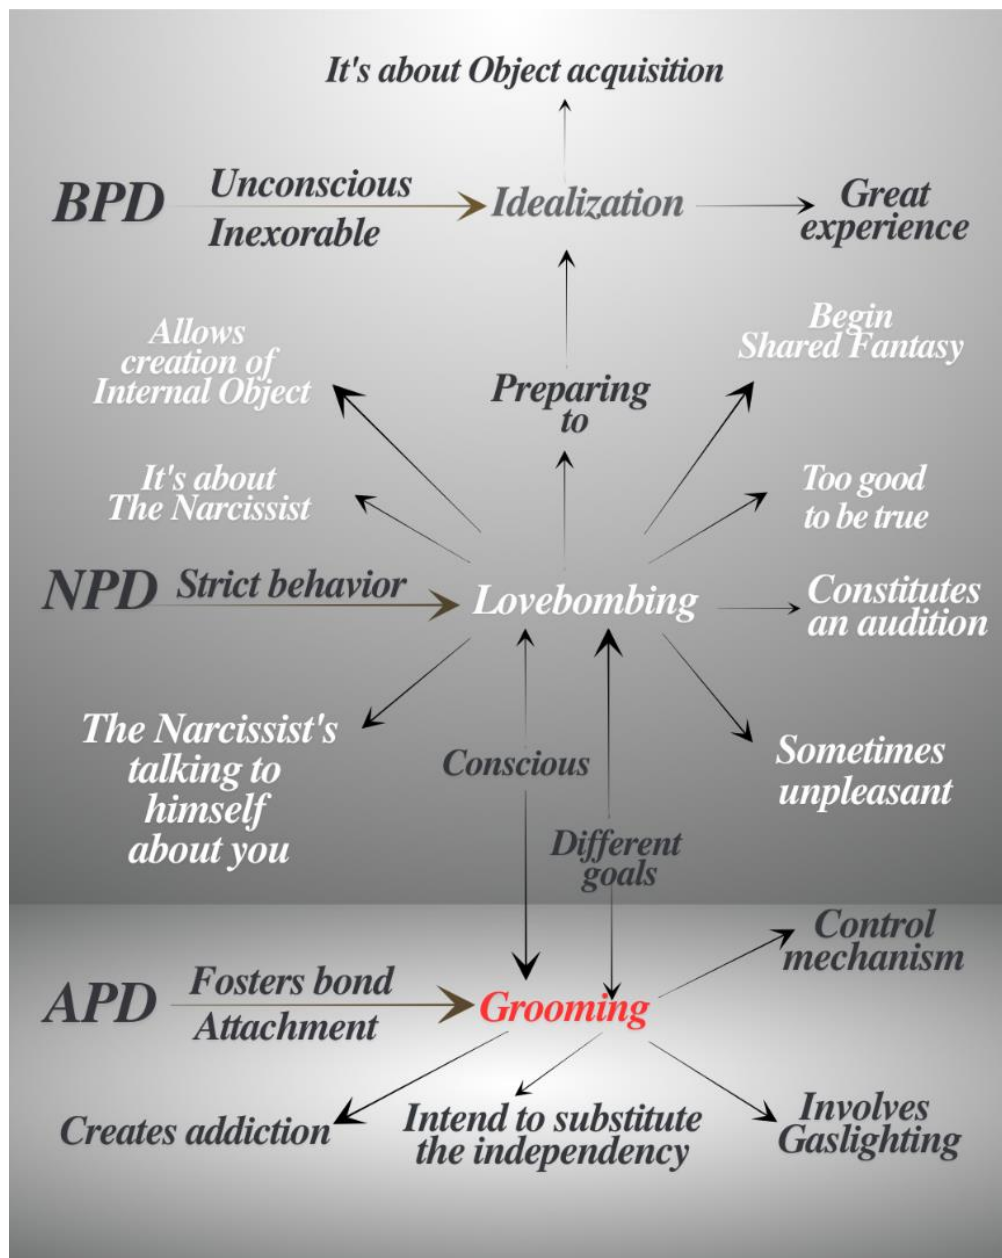 It's about Object acquisition
BPD
Unconscious
Inexorable
Idealization
Great
experience
Allows
creation of
Internal Object
Begin
Shared Fantasy
Preparing
to
It's about
The Narcissist
Too good
to be true
NPD
Strict behavior
Lovebombing
Constitutes
an audition
The Narcissist's
talking to
himself
about you
Conscious
Sometimes
unpleasant
Different
goals
Control
mechanism
APD
Fosters bond
Attachment
Grooming
Creates addiction
Intend to substitute
the independency
Involves
Gaslighting